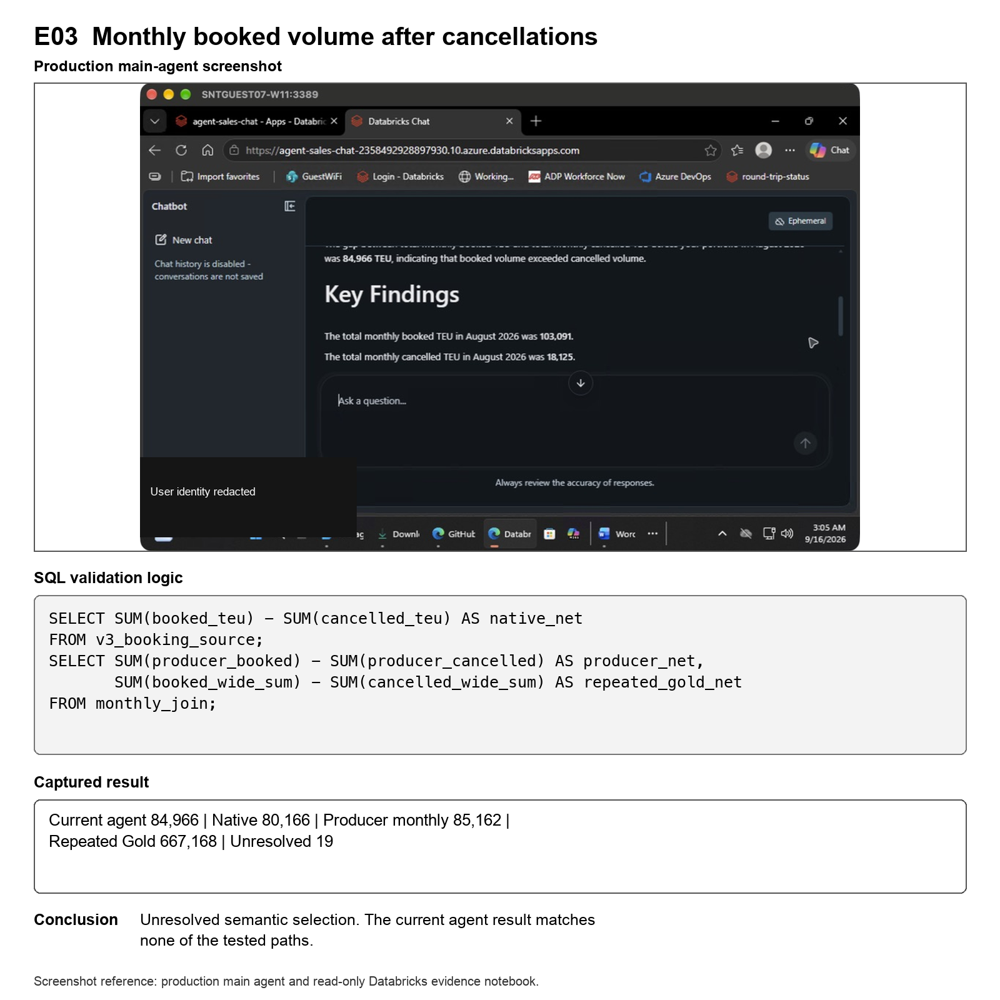 E03 Monthly booked volume after cancellations
Production main-agent screenshot
SNTGUEST07-W11:3389
agent-sales-chat - Apps - Databric
Databricks Chat
https://agent-sales-chat-2358492928897930.10.azure.databricksapps.com
Chat
Import favorites
GuestWiFi
Login - Databricks
Working...
ADP Workforce Now
Azure DevOps
round-trip-status
Chatbot
New chat
Chat history is disabled -
conversations are not saved
Ephemeral
was 84,966 TEU, indicating that booked volume exceeded cancelled volume.
Key Findings
The total monthly booked TEU in August 2026 was 103,091.
The total monthly cancelled TEU in August 2026 was 18,125.
Ask a question...
Always review the accuracy of responses.
User identity redacted
Downl
GitHub
Databr
Word
3:05 AM
9/16/2026
SQL validation logic
SELECT SUM(booked_teu) − SUM(cancelled_teu) AS native_net
FROM v3_booking_source;
SELECT SUM(producer_booked) − SUM(producer_cancelled) AS producer_net,
SUM(booked_wide_sum) − SUM(cancelled_wide_sum) AS repeated_gold_net
FROM monthly_join;
Captured result
Current agent 84,966 | Native 80,166 | Producer monthly 85,162 |
Repeated Gold 667,168 | Unresolved 19
Conclusion Unresolved semantic selection. The current agent result matches
none of the tested paths.
Screenshot reference: production main agent and read-only Databricks evidence notebook.